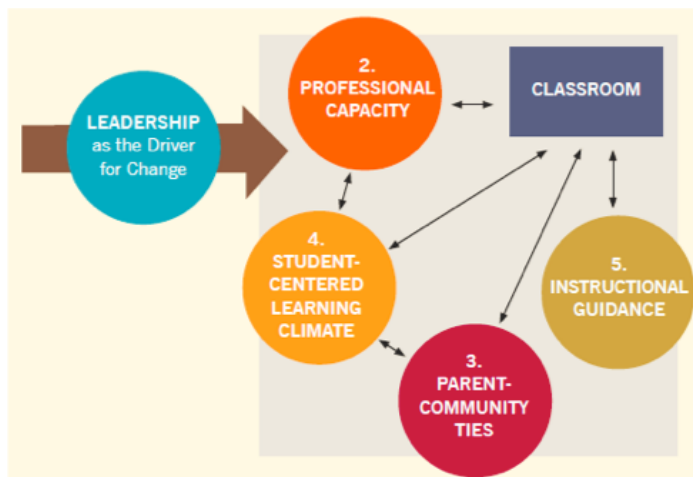 LEADERSHIP
as the Driver
for Change
2.
PROFESSIONAL
CAPACITY
CLASSROOM
4.
STUDENT-
CENTERED
LEARNING
CLIMATE
5.
INSTRUCTIONAL
GUIDANCE
3.
PARENT-
COMMUNITY
TIES